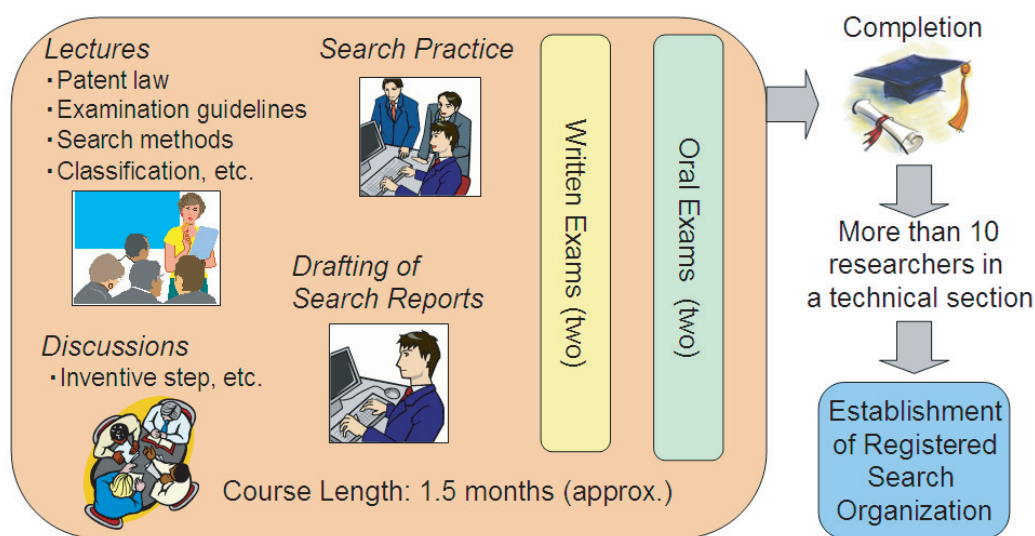 Lectures
・Patent law
・Examination guidelines
・Search methods
・Classification, etc.
Discussions
・Inventive step, etc.
Search Practice
Drafting of
Search Reports
Written Exams (two)
Oral Exams (two)
Course Length: 1.5 months (approx.)
Completion
More than 10
researchers in
a technical section
Establishment
of Registered
Search
Organization